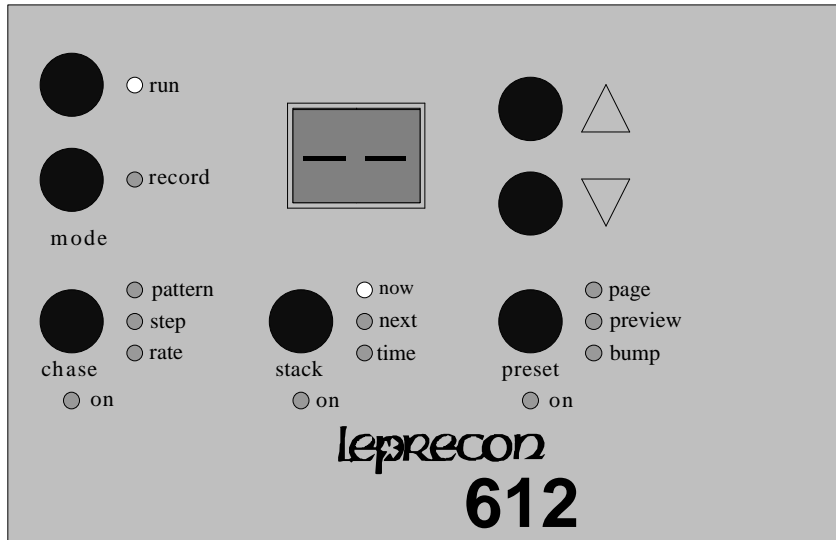 run
– –
record
mode
pattern
step
rate
chase
on
now
next
time
stack
on
page
preview
bump
preset
on
Leprecon
612